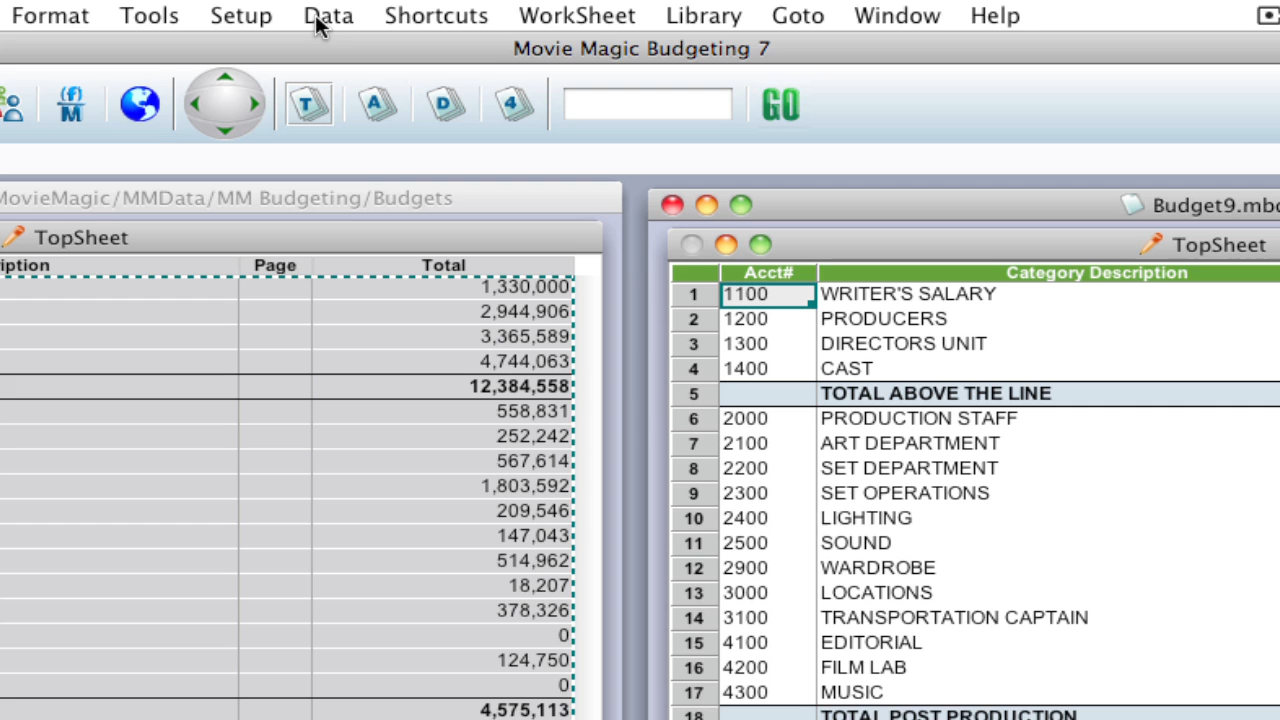 Format Tools Setup Data Shortcuts WorkSheet Library Goto Window Help
Movie Magic Budgeting 7
(f) M T A D 4 GO
MovieMagic/MMData/MM Budgeting/Budgets
TopSheet
iption Page Total
1,330,000
2,944,906
3,365,589
4,744,063
12,384,558
558,831
252,242
567,614
1,803,592
209,546
147,043
514,962
18,207
378,326
0
124,750
0
4,575,113
Budget9.mbd
TopSheet
Acct# Category Description
1 1100 WRITER'S SALARY
2 1200 PRODUCERS
3 1300 DIRECTORS UNIT
4 1400 CAST
5 TOTAL ABOVE THE LINE
6 2000 PRODUCTION STAFF
7 2100 ART DEPARTMENT
8 2200 SET DEPARTMENT
9 2300 SET OPERATIONS
10 2400 LIGHTING
11 2500 SOUND
12 2900 WARDROBE
13 3000 LOCATIONS
14 3100 TRANSPORTATION CAPTAIN
15 4100 EDITORIAL
16 4200 FILM LAB
17 4300 MUSIC
18 TOTAL POST PRODUCTION